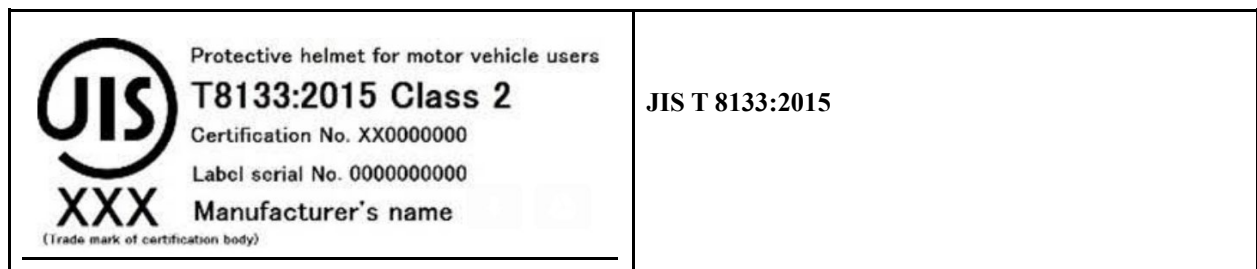 JIS
Protective helmet for motor vehicle users
T8133:2015 Class 2
Certification No. XX0000000
Label serial No. 0000000000
XXX
Manufacturer's name
(Trade mark of certification body)
JIS T 8133:2015